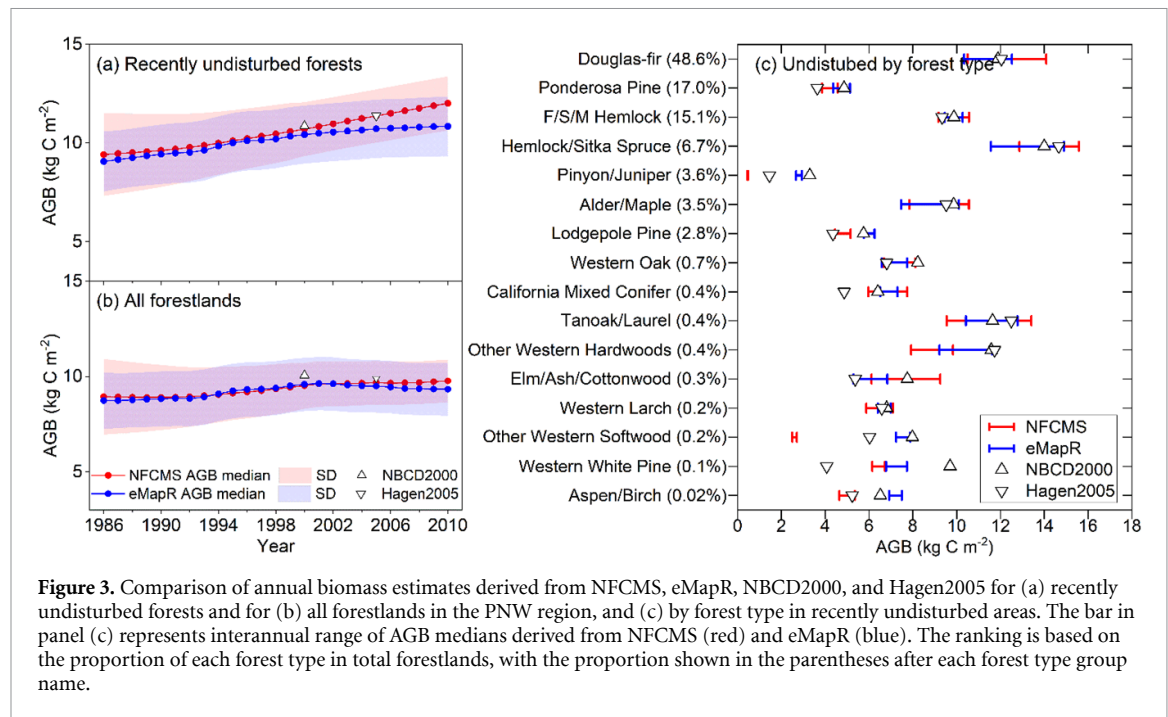 15
(a) Recently undisturbed forests
10
AGB (kg C m-2)
5
15
(b) All forestlands
10
AGB (kg C m-2)
5
NFCMS AGB median SD NBCD2000
eMapR AGB median SD Hagen2005
1986 1990 1994 1998 2002 2006 2010
Year
(c) Undistubed by forest type
Douglas-fir (48.6%)
Ponderosa Pine (17.0%)
F/S/M Hemlock (15.1%)
Hemlock/Sitka Spruce (6.7%)
Pinyon/Juniper (3.6%)
Alder/Maple (3.5%)
Lodgepole Pine (2.8%)
Western Oak (0.7%)
California Mixed Conifer (0.4%)
Tanoak/Laurel (0.4%)
Other Western Hardwoods (0.4%)
Elm/Ash/Cottonwood (0.3%)
Western Larch (0.2%)
Other Western Softwood (0.2%)
Western White Pine (0.1%)
Aspen/Birch (0.02%)
NFCMS
eMapR
NBCD2000
Hagen2005
0 2 4 6 8 10 12 14 16 18
AGB (kg C m-2)
Figure 3. Comparison of annual biomass estimates derived from NFCMS, eMapR, NBCD2000, and Hagen2005 for (a) recently
undisturbed forests and for (b) all forestlands in the PNW region, and (c) by forest type in recently undisturbed areas. The bar in
panel (c) represents interannual range of AGB medians derived from NFCMS (red) and eMapR (blue). The ranking is based on
the proportion of each forest type in total forestlands, with the proportion shown in the parentheses after each forest type group
name.